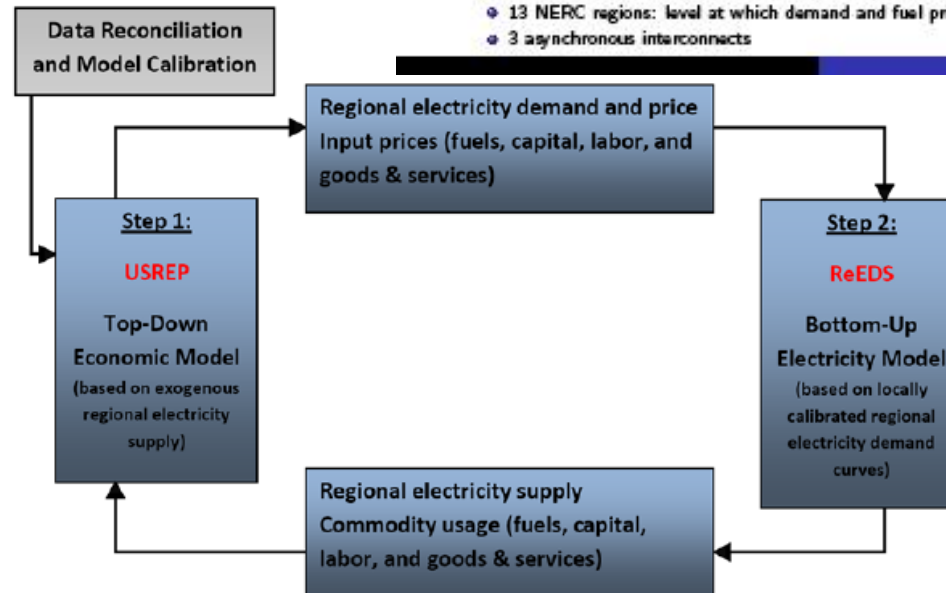 13 NERC regions: level at which demand and fuel
3 asynchronous interconnects
Data Reconciliation
and Model Calibration
Regional electricity demand and price
Input prices (fuels, capital, labor, and
goods & services)
Step 1:
USREP
Top-Down
Economic Model
(based on exogenous
regional electricity
supply)
Step 2:
ReEDS
Bottom-Up
Electricity Model
(based on locally
calibrated regional
electricity demand
curves)
Regional electricity supply
Commodity usage (fuels, capital,
labor, and goods & services)